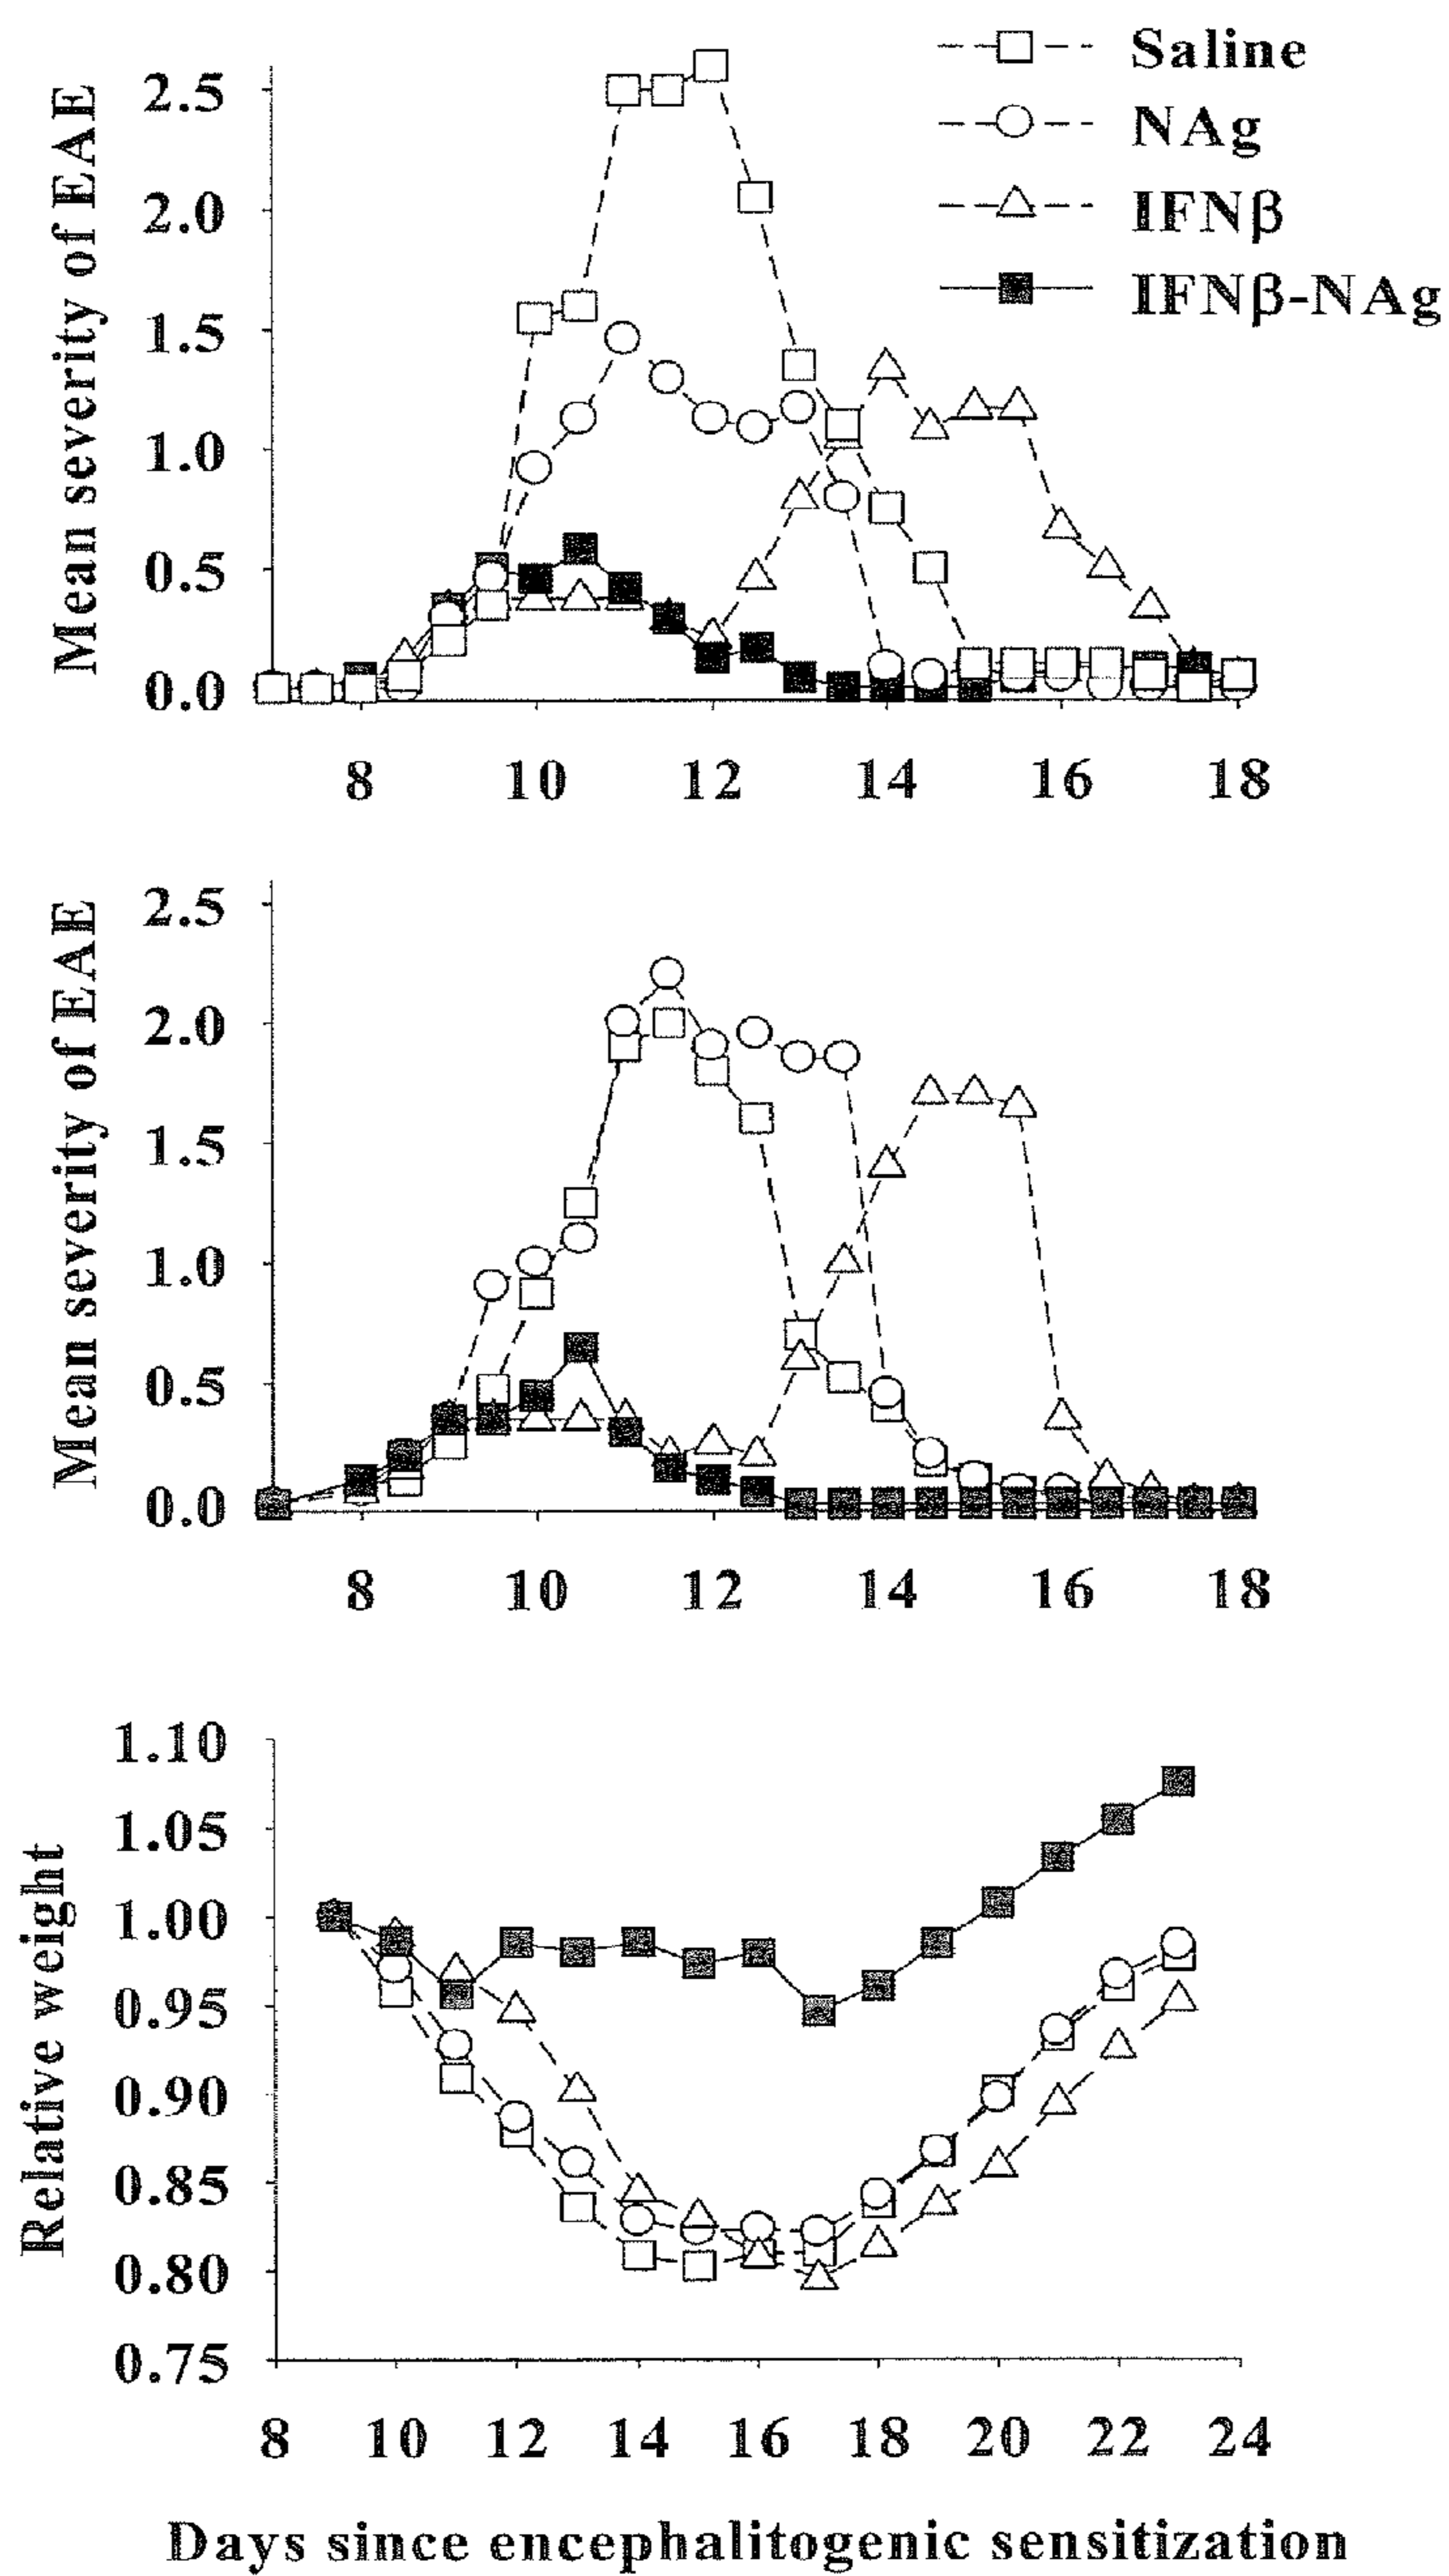 Saline
NAg
IFNβ
IFNβ-NAg
Mean severity of EAE
2.5
2.0
1.5
1.0
0.5
0.0
8 10 12 14 16 18
Mean severity of EAE
2.5
2.0
1.5
1.0
0.5
0.0
8 10 12 14 16 18
Relative weight
1.10
1.05
1.00
0.95
0.90
0.85
0.80
0.75
8 10 12 14 16 18 20 22 24
Days since encephalitogenic sensitization